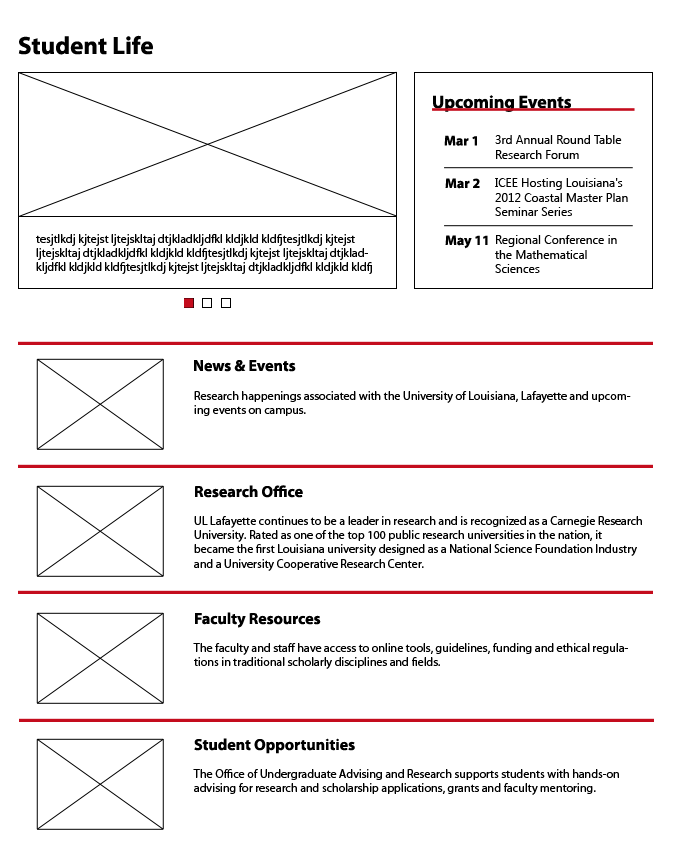 Student Life
tesjtlkdj kjtejst ljtejskltaj dtjkladkljdfkl kldjkld kldfjtesjtlkdj kjtejst
ljtejskltaj dtjkladkljdfkl kldjkld kldfjtesjtlkdj kjtejst ljtejskltaj dtjklad-
kljdfkl kldjkld kldfjtesjtlkdj kjtejst ljtejskltaj dtjkladkljdfkl kldjkld kldfj
Upcoming Events
Mar 1 3rd Annual Round Table
Research Forum
Mar 2 ICEE Hosting Louisiana's
2012 Coastal Master Plan
Seminar Series
May 11 Regional Conference in
the Mathematical
Sciences
News & Events
Research happenings associated with the University of Louisiana, Lafayette and upcom-
ing events on campus.
Research Office
UL Lafayette continues to be a leader in research and is recognized as a Carnegie Research
University. Rated as one of the top 100 public research universities in the nation, it
became the first Louisiana university designed as a National Science Foundation Industry
and a University Cooperative Research Center.
Faculty Resources
The faculty and staff have access to online tools, guidelines, funding and ethical regula-
tions in traditional scholarly disciplines and fields.
Student Opportunities
The Office of Undergraduate Advising and Research supports students with hands-on
advising for research and scholarship applications, grants and faculty mentoring.